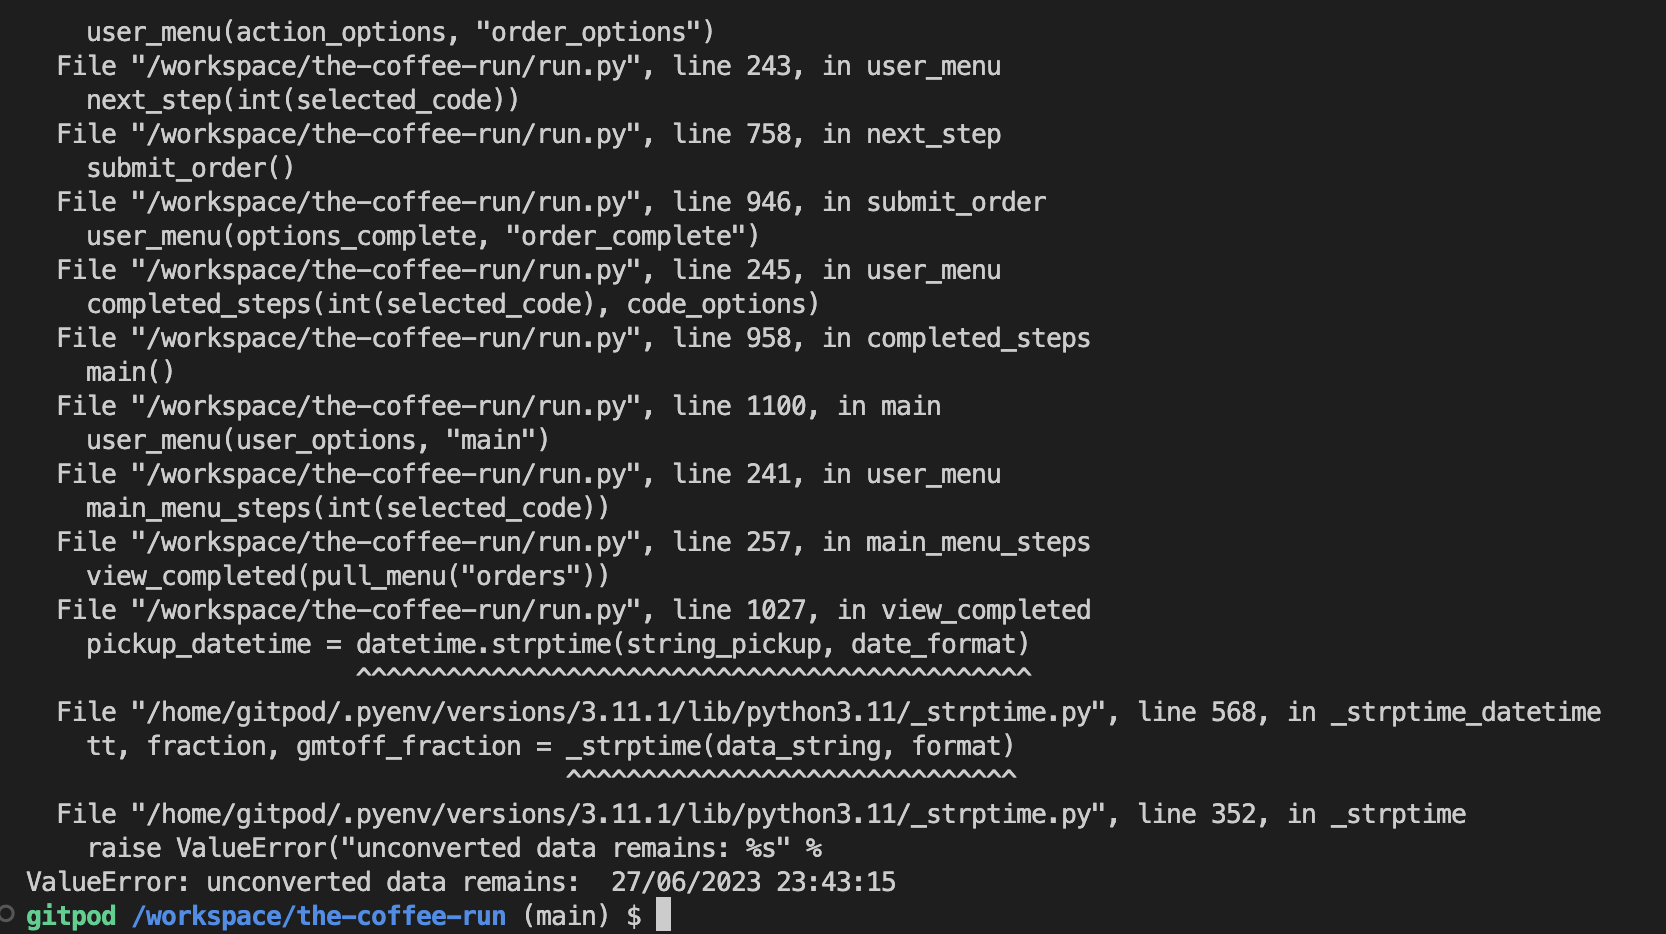 user_menu(action_options, "order_options")
File "/workspace/the-coffee-run/run.py", line 243, in user_menu
next_step(int(selected_code))
File "/workspace/the-coffee-run/run.py", line 758, in next_step
submit_order()
File "/workspace/the-coffee-run/run.py", line 946, in submit_order
user_menu(options_complete, "order_complete")
File "/workspace/the-coffee-run/run.py", line 245, in user_menu
completed_steps(int(selected_code), code_options)
File "/workspace/the-coffee-run/run.py", line 958, in completed_steps
main()
File "/workspace/the-coffee-run/run.py", line 1100, in main
user_menu(user_options, "main")
File "/workspace/the-coffee-run/run.py", line 241, in user_menu
main_menu_steps(int(selected_code))
File "/workspace/the-coffee-run/run.py", line 257, in main_menu_steps
view_completed(pull_menu("orders"))
File "/workspace/the-coffee-run/run.py", line 1027, in view_completed
pickup_datetime = datetime.strptime(string_pickup, date_format)
^^^^^^^^^^^^^^^^^^^^^^^^^^^^^^^^^^^^^^^^^^^^^
File "/home/gitpod/.pyenv/versions/3.11.1/lib/python3.11/_strptime.py", line 568, in _strptime_datetime
tt, fraction, gmtoff_fraction = _strptime(data_string, format)
^^^^^^^^^^^^^^^^^^^^^^^^^^^^^^
File "/home/gitpod/.pyenv/versions/3.11.1/lib/python3.11/_strptime.py", line 352, in _strptime
raise ValueError("unconverted data remains: %s" %
ValueError: unconverted data remains:  27/06/2023 23:43:15
gitpod /workspace/the-coffee-run (main) $